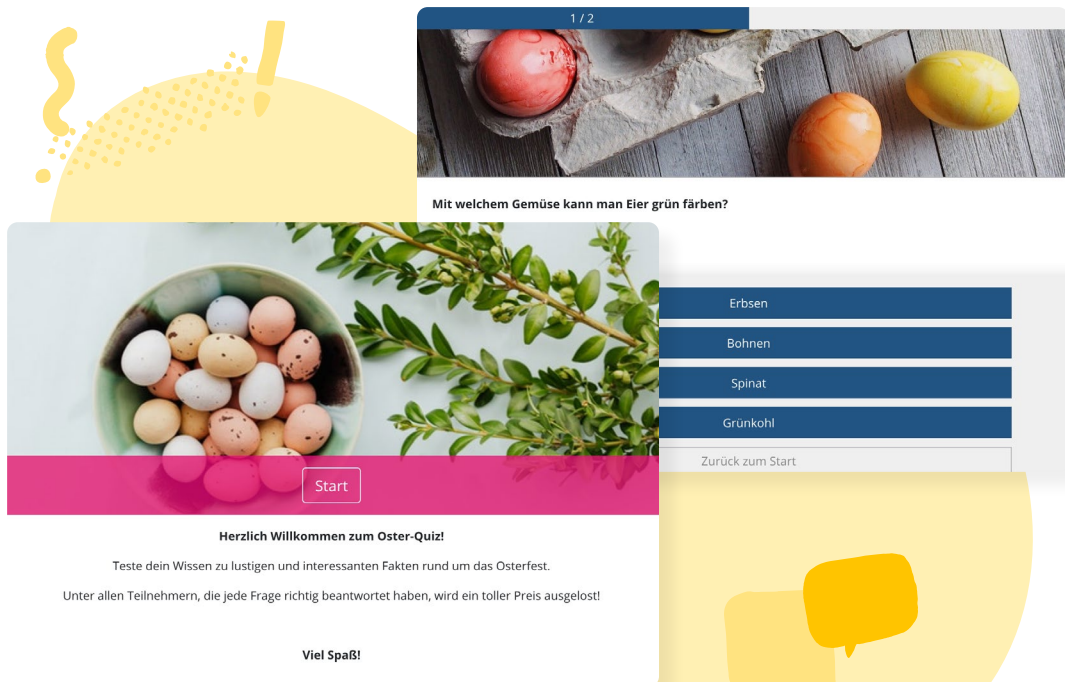 1 / 2
Mit welchem Gemüse kann man Eier grün färben?
Erbsen
Bohnen
Spinat
Grünkohl
Zurück zum Start
Start
Herzlich Willkommen zum Oster-Quiz!
Teste dein Wissen zu lustigen und interessanten Fakten rund um das Osterfest.
Unter allen Teilnehmern, die jede Frage richtig beantwortet haben, wird ein toller Preis ausgelost!
Viel Spaß!